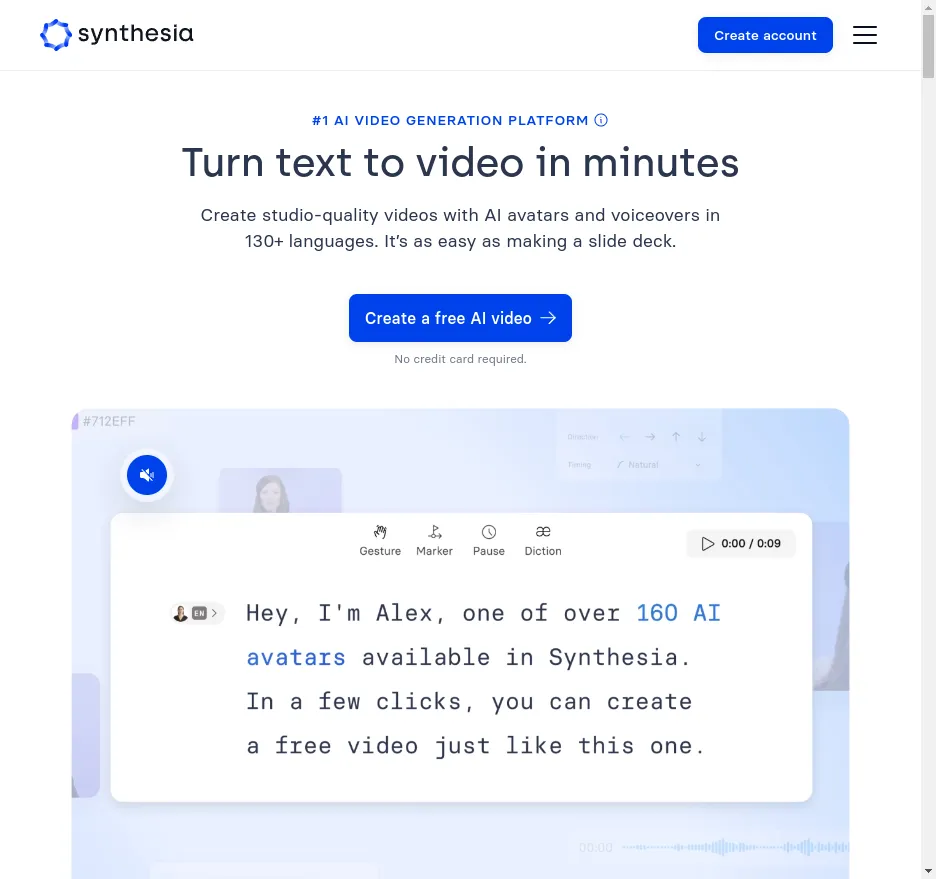 synthesia
Create account
#1 AI VIDEO GENERATION PLATFORM
Turn text to video in minutes
Create studio-quality videos with AI avatars and voiceovers in
130+ languages. It’s as easy as making a slide deck.
Create a free AI video
No credit card required.
#712EFF
Direction
Timing
Natural
Gesture
Marker
Pause
Diction
0:00 / 0:09
EN
Hey, I'm Alex, one of over 160 AI
avatars available in Synthesia.
In a few clicks, you can create
a free video just like this one.
00:00